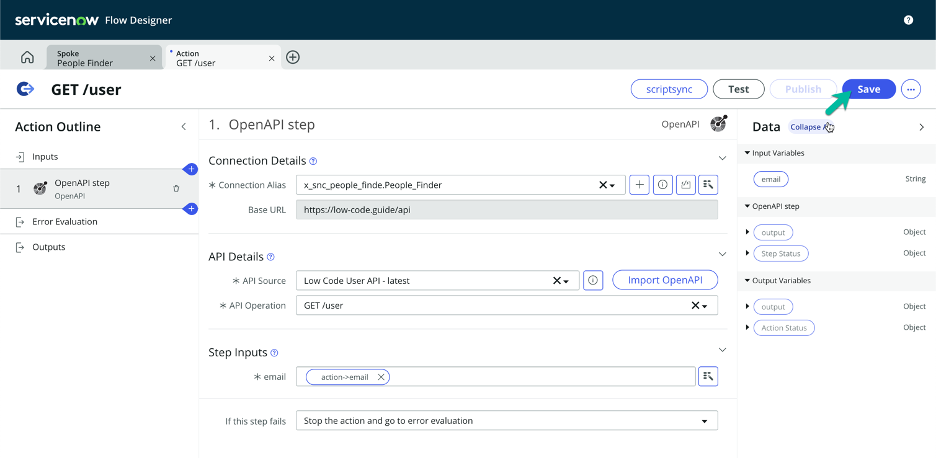 servicenow Flow Designer
Spoke
People Finder
Action
GET /user
GET /user
scriptsync
Test
Publish
Save
Action Outline
Inputs
1
OpenAPI step
OpenAPI
Error Evaluation
Outputs
1. OpenAPI step
OpenAPI
Connection Details
Connection Alias
x_snc_people_finde.People_Finder
Base URL
https://low-code.guide/api
API Details
API Source
Low Code User API - latest
Import OpenAPI
API Operation
GET /user
Step Inputs
email
action->email
If this step fails
Stop the action and go to error evaluation
Data
Collapse
Input Variables
email
String
OpenAPI step
output
Object
Step Status
Object
Output Variables
output
Object
Action Status
Object